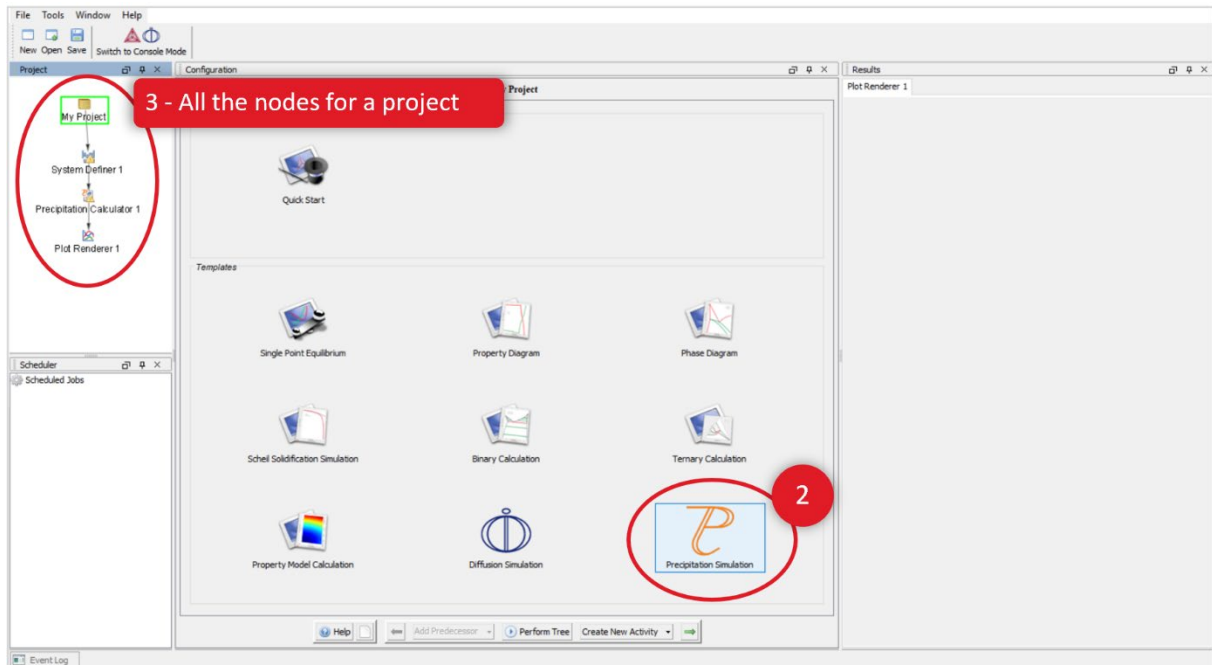 File Tools Window Help
New Open Save Switch to Console Mode
Project
Configuration
Results
3 - All the nodes for a project
Project
Plot Renderer 1
My Project
System Definer 1
Precipitation Calculator 1
Plot Renderer 1
Quick Start
Templates
Single Point Equilibrium
Property Diagram
Phase Diagram
Scheduler
Scheduled Jobs
Scheil Solidification Simulation
Binary Calculation
Ternary Calculation
2
Property Model Calculation
Diffusion Simulation
Precipitation Simulation
Help
Add Predecessor
Perform Tree
Create New Activity
Event Log